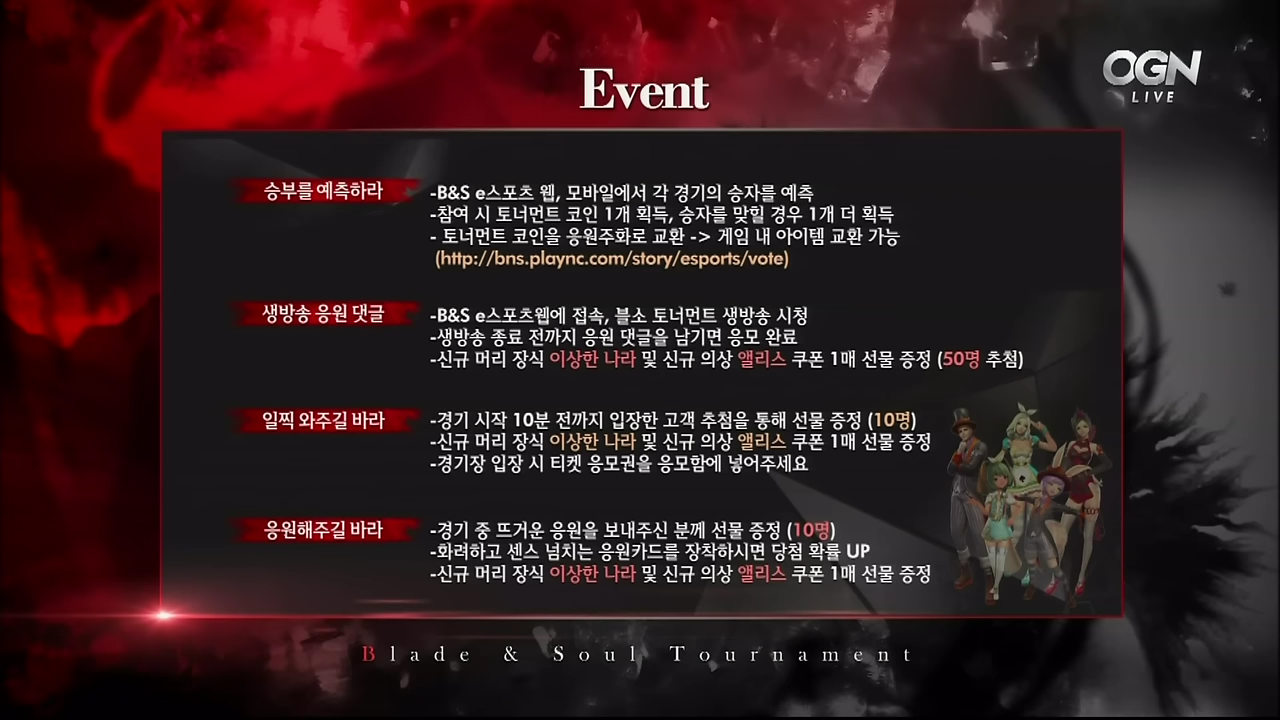 OGN
LIVE
Event
승부를 예측하라
-B&S e스포츠 웹, 모바일에서 각 경기의 승자를 예측
-참여 시 토너먼트 코인 1개 획득, 승자를 맞힐 경우 1개 더 획득
- 토너먼트 코인을 응원주화로 교환 -> 게임 내 아이템 교환 가능
(http://bns.plaync.com/story/esports/vote)
생방송 응원 댓글
-B&S e스포츠웹에 접속, 블소 토너먼트 생방송 시청
-생방송 종료 전까지 응원 댓글을 남기면 응모 완료
-신규 머리 장식 이상한 나라 및 신규 의상 앨리스 쿠폰 1매 선물 증정 (50명 추첨)
일찍 와주길 바라
-경기 시작 10분 전까지 입장한 고객 추첨을 통해 선물 증정 (10명)
-신규 머리 장식 이상한 나라 및 신규 의상 앨리스 쿠폰 1매 선물 증정
-경기장 입장 시 티켓 응모권을 응모함에 넣어주세요
응원해주길 바라
-경기 중 뜨거운 응원을 보내주신 분께 선물 증정 (10명)
-화려하고 센스 넘치는 응원카드를 장착하시면 당첨 확률 UP
-신규 머리 장식 이상한 나라 및 신규 의상 앨리스 쿠폰 1매 선물 증정
Blade & Soul Tournament